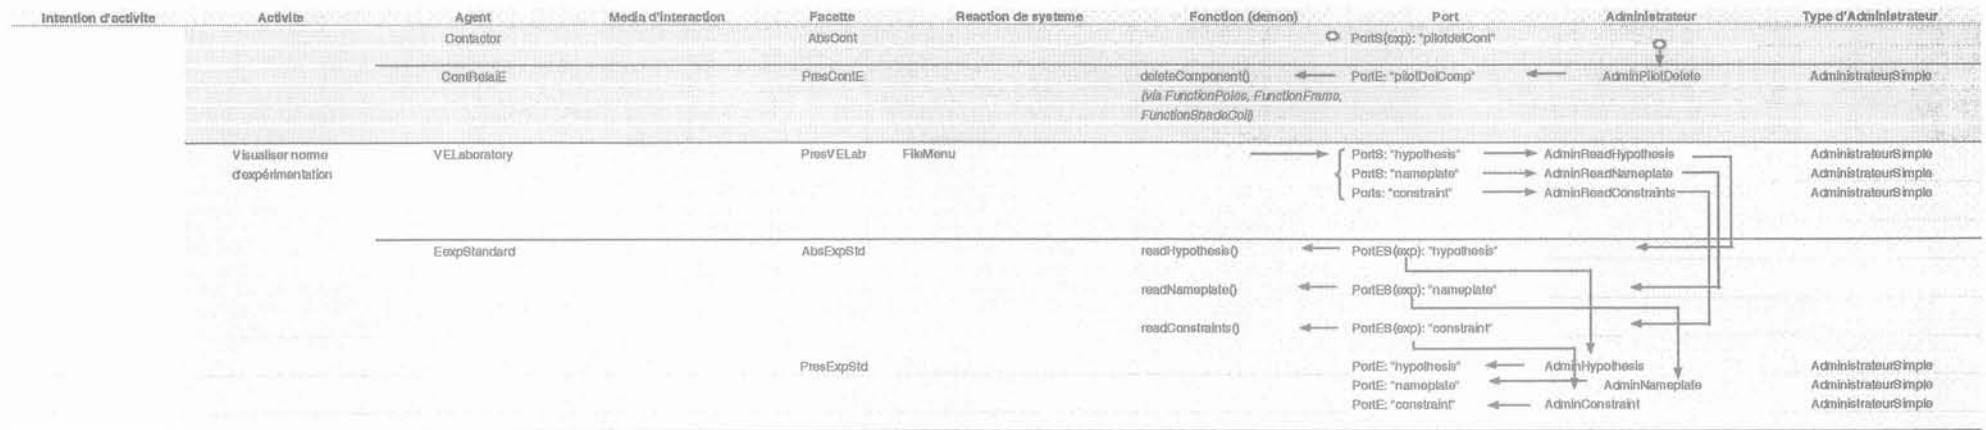 Intention d'activite Activite Agent Media d'interaction Facette Reaction de systeme Fonction (demon) Port Administrateur Type d'Administrateur
Contactor AbsCont PortS(exp): "pilotdelCont"
ContRelaiE PresContE deleteComponent() PortE: "pilotDelComp" AdminPilotDelete AdministrateurSimple
(via FunctionPoles, FunctionFrame,
FunctionShadeCoil)
Visualiser norme VELaboratory PresVELab FileMenu PortS: "hypothesis" AdminReadHypothesis AdministrateurSimple
d'expérimentation PortS: "nameplate" AdminReadNameplate AdministrateurSimple
Ports: "constraint" AdminReadConstraints AdministrateurSimple
EexpStandard AbsExpStd readHypothesis() PortES(exp): "hypothesis"
readNameplate() PortES(exp): "nameplate"
readConstraints() PortES(exp): "constraint"
PresExpStd PortE: "hypothesis" AdminHypothesis AdministrateurSimple
PortE: "nameplate" AdminNameplate AdministrateurSimple
PortE: "constraint" AdminConstraint AdministrateurSimple